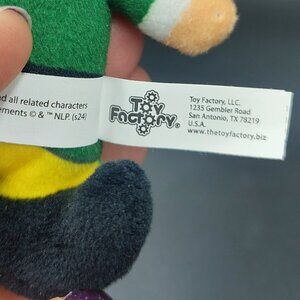 nd all related characters
ements © & ™ NLP. (s24)
Toy
Factory®
Toy Factory, LLC.
1235 Gembler Road
San Antonio, TX 78219
U.S.A.
www.thetoyfactory.biz